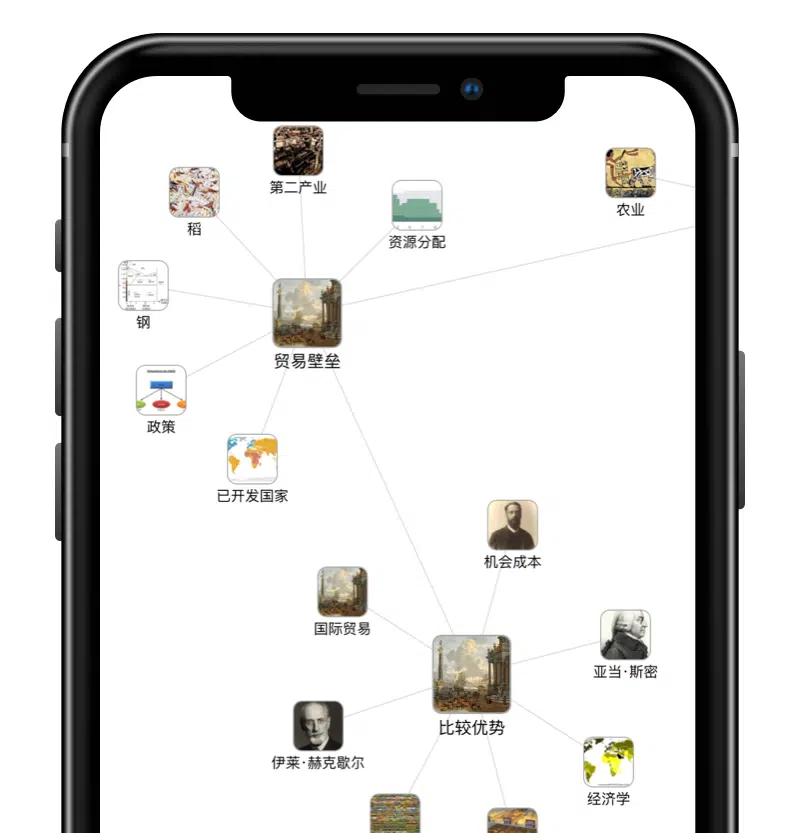 第二产业
稻
农业
资源分配
钢
贸易壁垒
政策
已开发国家
机会成本
国际贸易
亚当·斯密
比较优势
伊莱·赫克歇尔
经济学